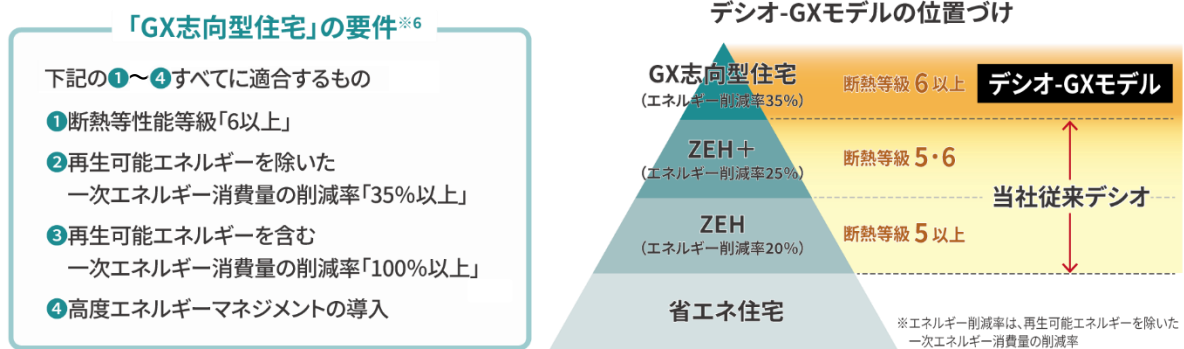 「GX志向型住宅」の要件※6
下記の❶〜❹すべてに適合するもの
❶断熱等性能等級「6以上」
❷再生可能エネルギーを除いた
一次エネルギー消費量の削減率「35%以上」
❸再生可能エネルギーを含む
一次エネルギー消費量の削減率「100%以上」
❹高度エネルギーマネジメントの導入
デシオ-GXモデルの位置づけ
GX志向型住宅
（エネルギー削減率35%）
断熱等級 6 以上
デシオ-GXモデル
ZEH＋
（エネルギー削減率25%）
断熱等級 5・6
当社従来デシオ
ZEH
（エネルギー削減率20%）
断熱等級 5 以上
省エネ住宅
※エネルギー削減率は、再生可能エネルギーを除いた
一次エネルギー消費量の削減率